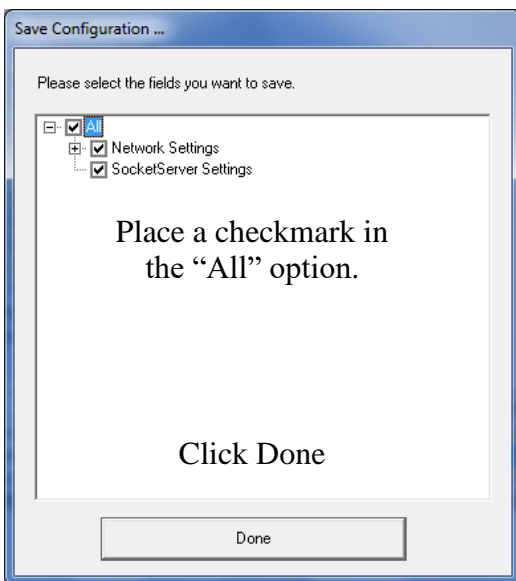 Save Configuration ...
Please select the fields you want to save.
All
Network Settings
SocketServer Settings
Place a checkmark in
the “All” option.
Click Done
Done